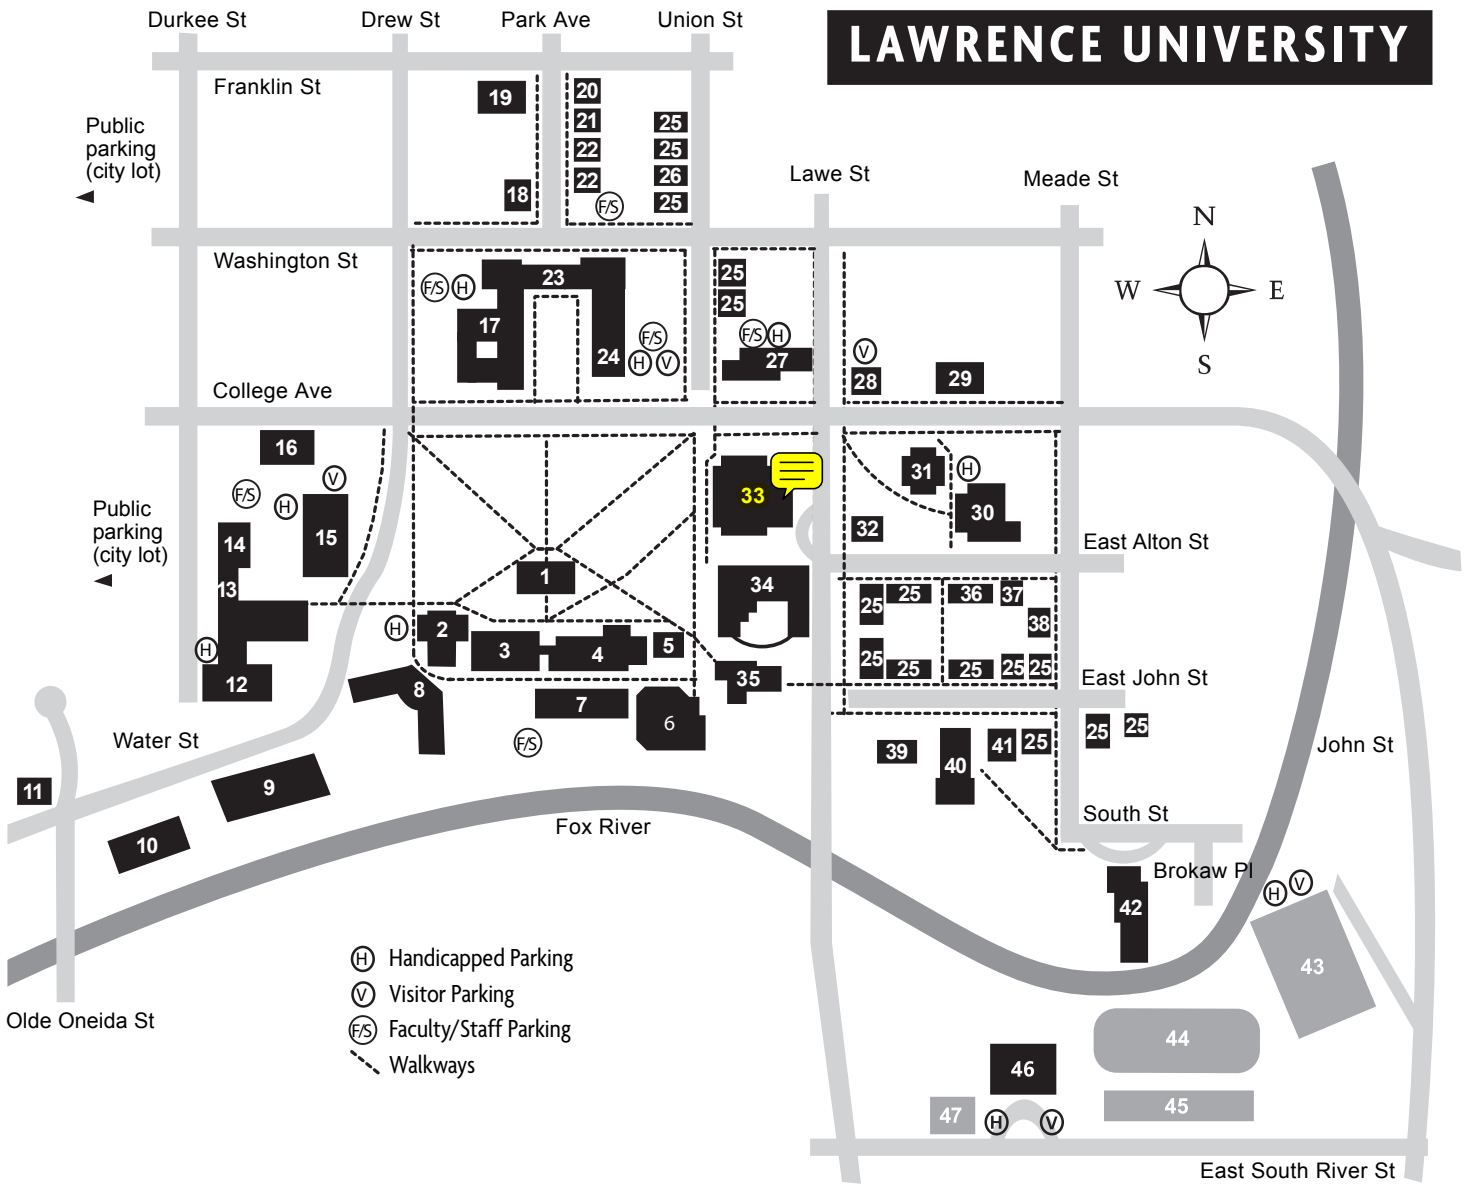 Durkee St
Drew St
Park Ave
Union St
LAWRENCE UNIVERSITY
Franklin St
19
20
21
22
22
25
25
26
25
Public
parking
(city lot)
18
F/S
Lawe St
Meade St
N
W
E
S
Washington St
F/S
H
23
17
24
F/S
H
V
25
25
F/S
H
27
V
28
29
College Ave
16
V
F/S
H
15
14
13
H
12
Public
parking
(city lot)
33
31
H
30
32
East Alton St
1
34
H
2
3
4
5
25
25
36
37
38
25
25
25
25
25
East John St
35
8
7
6
F/S
Water St
25
25
39
40
41
25
John St
11
9
10
Fox River
South St
Brokaw Pl
H
V
42
43
H Handicapped Parking
V Visitor Parking
F/S Faculty/Staff Parking
Walkways
Olde Oneida St
44
46
45
47
H
V
East South River St